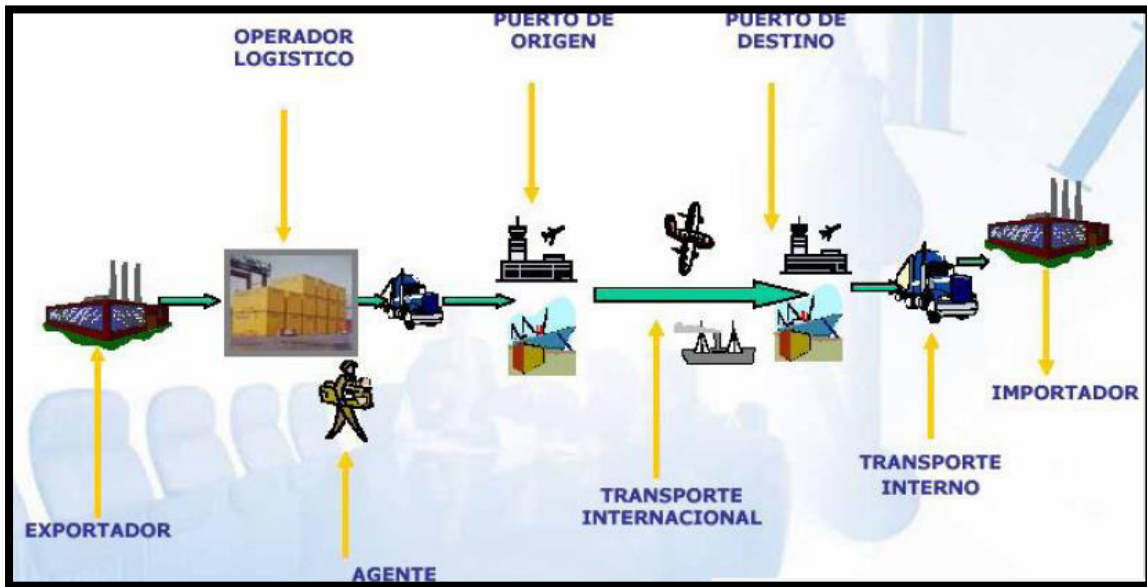 OPERADOR
LOGISTICO
PUERTO DE
ORIGEN
PUERTO DE
DESTINO
IMPORTADOR
TRANSPORTE
INTERNO
TRANSPORTE
INTERNACIONAL
EXPORTADOR
AGENTE